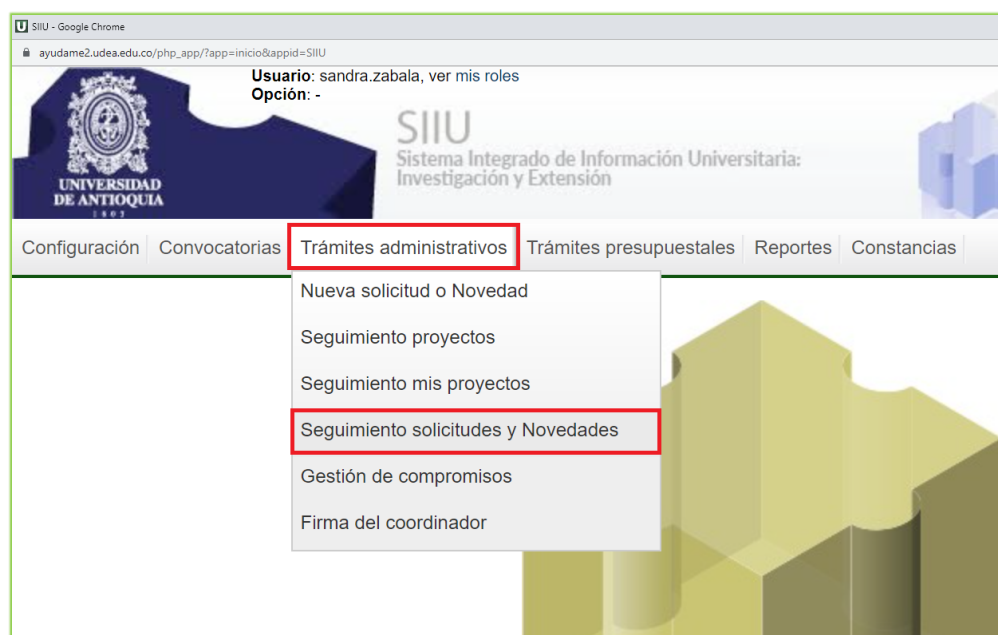 SIIU - Google Chrome
ayudame2.udea.edu.co/php_app/?app=inicio&appid=SIIU
Usuario: sandra.zabala, ver mis roles
Opción: -
SIIU
Sistema Integrado de Información Universitaria:
Investigación y Extensión
UNIVERSIDAD
DE ANTIOQUIA
1803
Configuración Convocatorias Trámites administrativos Trámites presupuestales Reportes Constancias
Nueva solicitud o Novedad
Seguimiento proyectos
Seguimiento mis proyectos
Seguimiento solicitudes y Novedades
Gestión de compromisos
Firma del coordinador